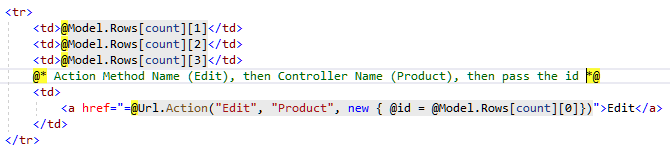 <tr>
<td>@Model.Rows[count][1]</td>
<td>@Model.Rows[count][2]</td>
<td>@Model.Rows[count][3]</td>
@* Action Method Name (Edit), then Controller Name (Product), then pass the id *@
<td>
<a href="=@Url.Action("Edit", "Product", new { @id = @Model.Rows[count][0]})">Edit</a>
</td>
</tr>